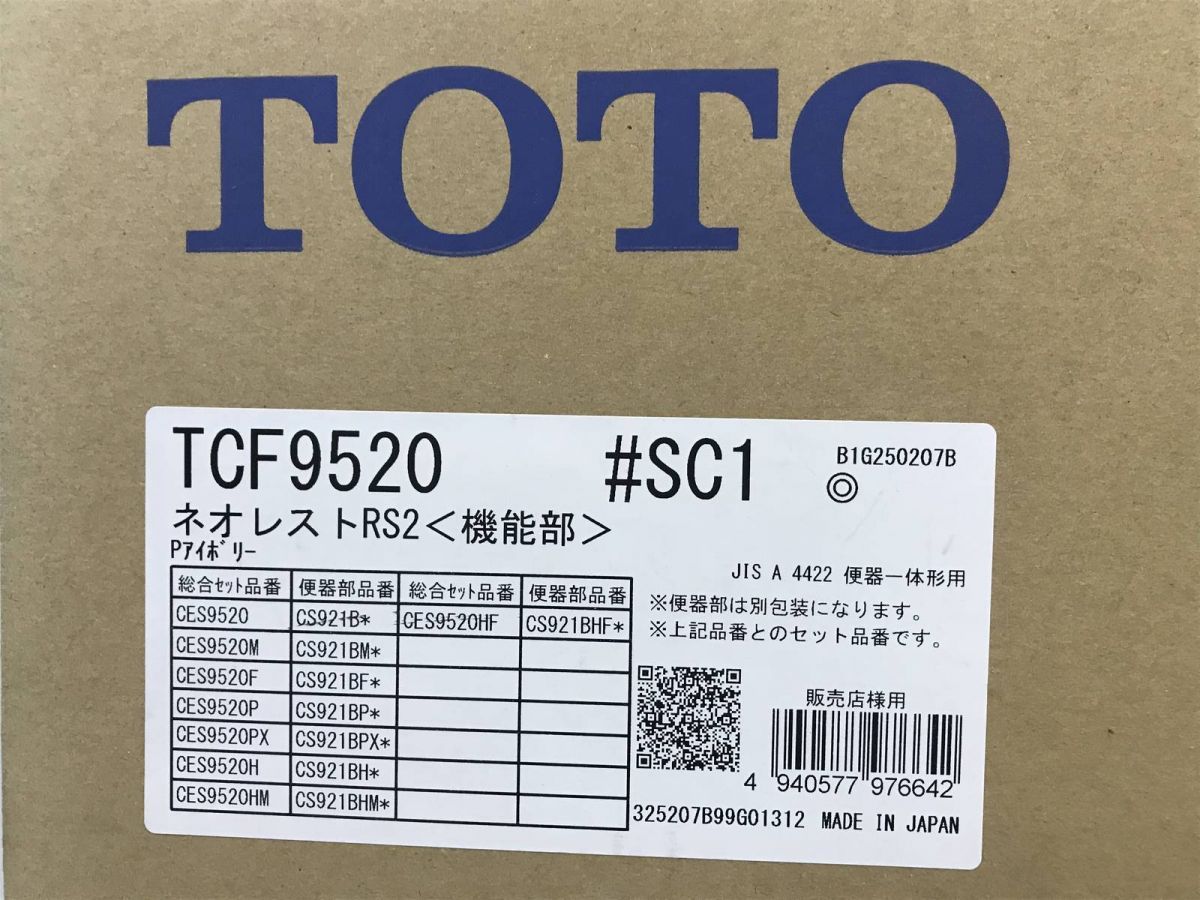 TOTO
TCF9520 #SC1 B1G250207B
ネオレストRS2<機能部> ◎
Pｱｲﾎﾞﾘｰ
JIS A 4422 便器一体形用
※便器部は別包装になります。
※上記品番とのセット品番です。
総合ｾｯﾄ品番 便器部品番 総合ｾｯﾄ品番 便器部品番
CES9520 CS921B* CES9520HF CS921BHF*
CES9520M CS921BM*
CES9520F CS921BF*
CES9520P CS921BP*
CES9520PX CS921BPX*
CES9520H CS921BH*
CES9520HM CS921BHM*
販売店様用
4 940577 976642
325207B99G01312 MADE IN JAPAN